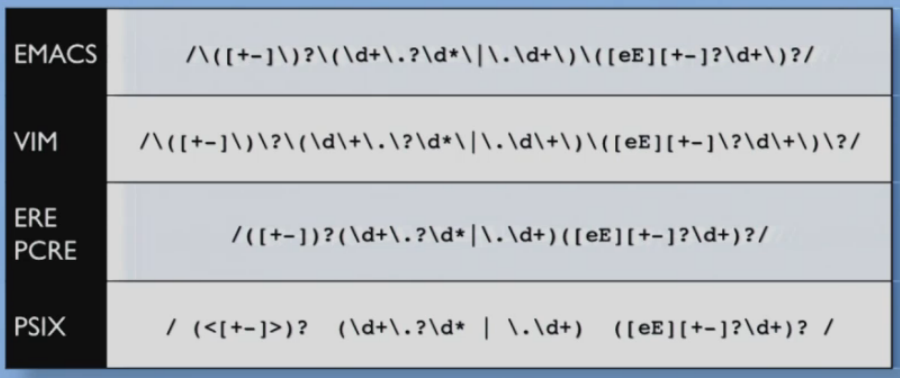 EMACS /\([+-]\)?\(\d+\.?\d*\|\.\d+\)\([eE][+-]?\d+\)?/
VIM /\([+-]\)\?\(\d\+\.\?\d*\|\.\d\+\)\([eE][+-]\?\d\+\)\?/
ERE
PCRE /([+-])?(\d+\.?\d*|\.\d+)([eE][+-]?\d+)?/
PSIX / (<[+-]>)? (\d+\.?\d* | \.\d+) ([eE][+-]?\d+)? /